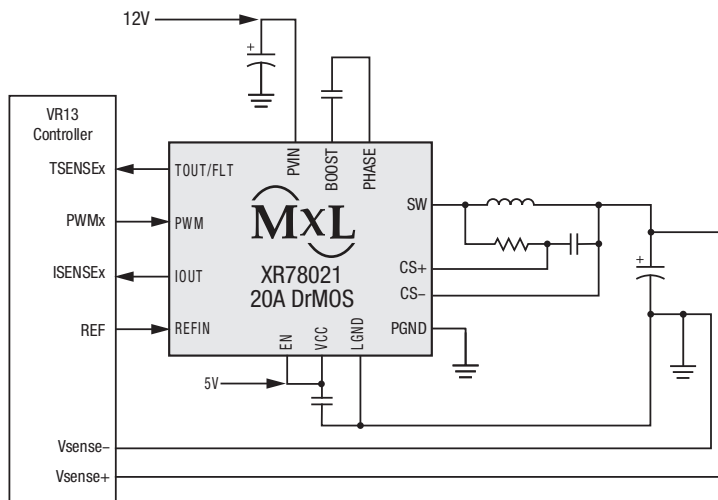 12V
VR13
Controller
TSENSEx
PWMx
ISENSEx
REF
Vsense–
Vsense+
TOUT/FLT
PWM
IOUT
REFIN
PVIN
BOOST
PHASE
MxL
XR78021
20A DrMOS
SW
CS+
CS–
PGND
EN
VCC
LGND
5V
+
+